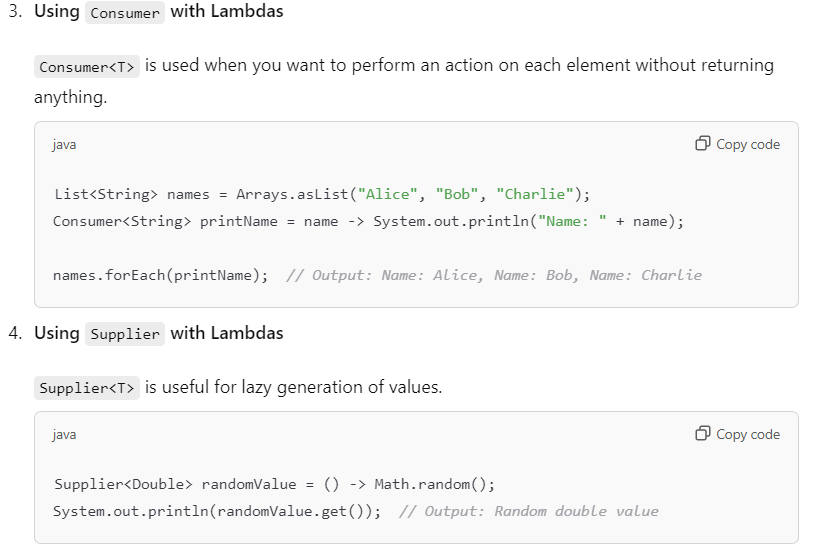 3. Using Consumer with Lambdas
Consumer<T> is used when you want to perform an action on each element without returning
anything.
java
Copy code
List<String> names = Arrays.asList("Alice", "Bob", "Charlie");
Consumer<String> printName = name -> System.out.println("Name: " + name);
names.forEach(printName);  // Output: Name: Alice, Name: Bob, Name: Charlie
4. Using Supplier with Lambdas
Supplier<T> is useful for lazy generation of values.
java
Copy code
Supplier<Double> randomValue = () -> Math.random();
System.out.println(randomValue.get());  // Output: Random double value